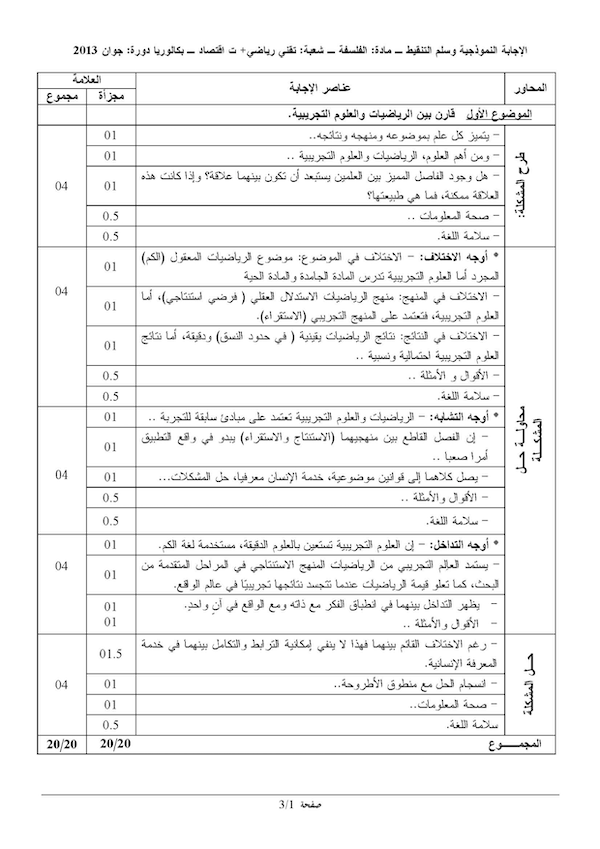 الإجابة النموذجية وسلم التنقيط ــ مادة: الفلسفة ــ شعبة: تقني رياضي+ ت اقتصاد ــ بكالوريا دورة: جوان 2013
المحاور
عناصر الإجابة
العلامة
مجزأة
مجموع
الموضوع الأول قارن بين الرياضيات والعلوم التجريبية.
طرح المشكلة:
– يتميز كل علم بموضوعه ومنهجه ونتائجه..
01
– ومن أهم العلوم، الرياضيات والعلوم التجريبية ..
01
– هل وجود الفاصل المميز بين العلمين يستبعد أن تكون بينهما علاقة؟ وإذا كانت هذه
العلاقة ممكنة، فما هي طبيعتها؟
01
04
– صحة المعلومات ..
0.5
– سلامة اللغة.
0.5
محاولـــة حـــل
المشكـــلة
* أوجه الاختلاف: – الاختلاف في الموضوع: موضوع الرياضيات المعقول (الكم)
المجرد أما العلوم التجريبية تدرس المادة الجامدة والمادة الحية
01
04
– الاختلاف في المنهج: منهج الرياضيات الاستدلال العقلي ( فرضي استنتاجي)، أما
العلوم التجريبية، فتعتمد على المنهج التجريبي (الاستقراء).
01
– الاختلاف في النتائج: نتائج الرياضيات يقينية ( في حدود النسق) ودقيقة، أما نتائج
العلوم التجريبية احتمالية ونسبية ..
01
– الأقوال و الأمثلة ..
0.5
– سلامة اللغة.
0.5
* أوجه التشابه: – الرياضيات والعلوم التجريبية تعتمد على مبادئ سابقة للتجربة ..
01
– إن الفصل القاطع بين منهجيهما (الاستنتاج والاستقراء) يبدو في واقع التطبيق
أمرا صعبا ..
01
04
– يصل كلاهما إلى قوانين موضوعية، خدمة الإنسان معرفيا، حل المشكلات...
01
– الأقوال والأمثلة ..
0.5
– سلامة اللغة.
0.5
* أوجه التداخل: – إن العلوم التجريبية تستعين بالعلوم الدقيقة، مستخدمة لغة الكم.
01
04
– يستمد العالم التجريبي من الرياضيات المنهج الاستنتاجي في المراحل المتقدمة من
البحث، كما تعلو قيمة الرياضيات عندما تتجسد نتائجها تجريبيًا في عالم الواقع.
01
– يظهر التداخل بينهما في انطباق الفكر مع ذاته ومع الواقع في آنٍ واحدٍ.
01
– الأقوال والأمثلة ..
01
حـــل المشكلة
– رغم الاختلاف القائم بينهما فهذا لا ينفي إمكانية الترابط والتكامل بينهما في خدمة
المعرفة الإنسانية.
01.5
– انسجام الحل مع منطوق الأطروحة..
01
04
– صحة المعلومات..
01
سلامة اللغة.
0.5
المجمـــــوع
20/20
20/20
صفحة 3/1